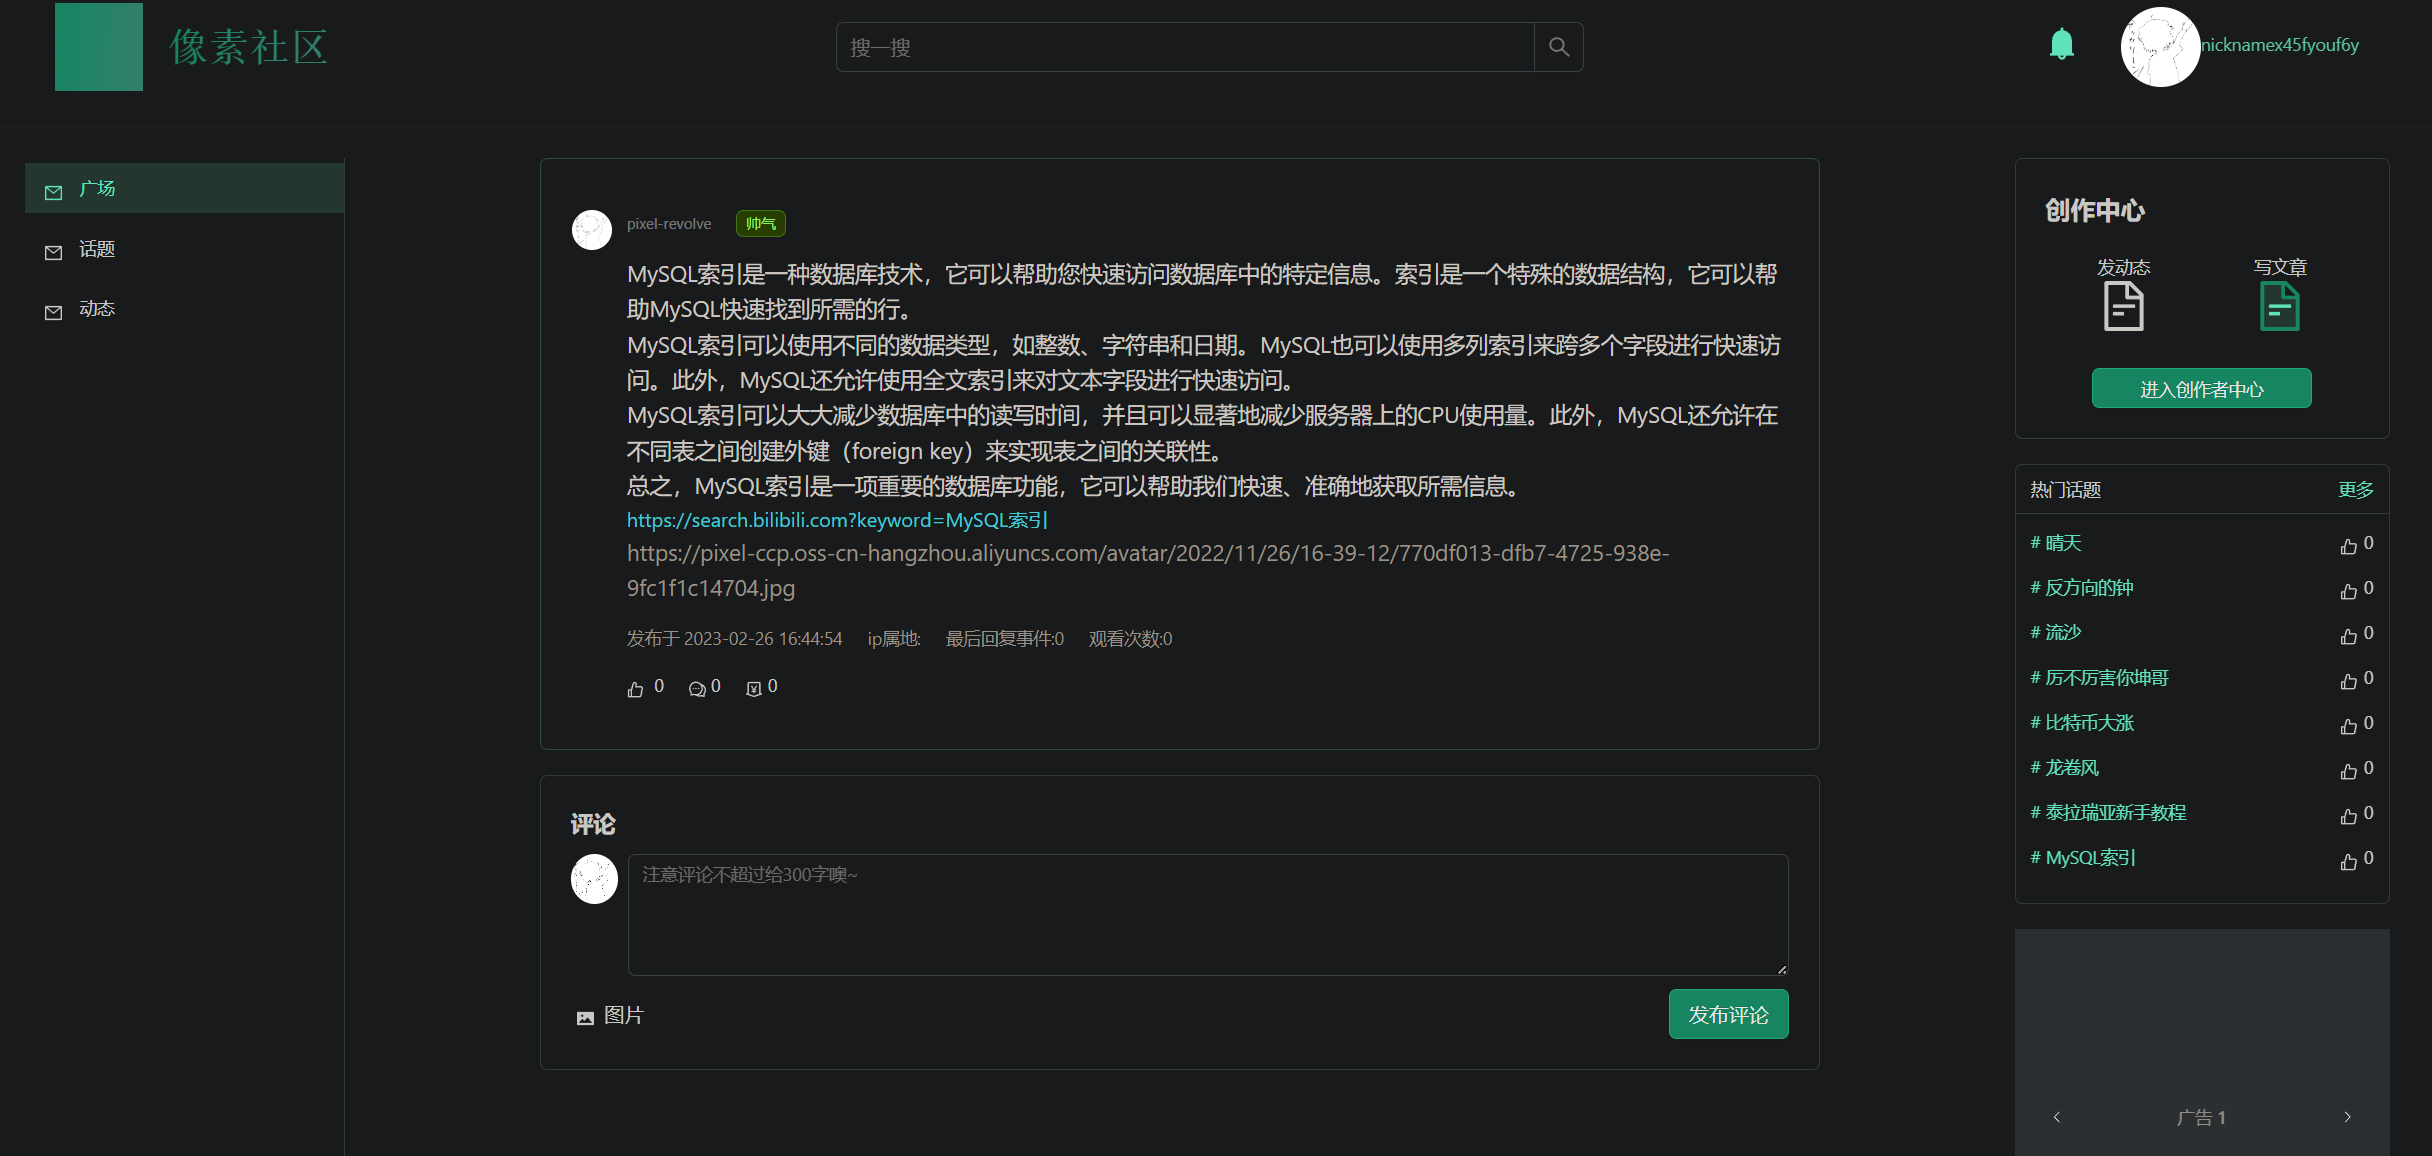 像素社区
搜一搜
nicknamex45fyouf6y
广场
话题
动态
pixel-revolve 帅气
MySQL索引是一种数据库技术，它可以帮助您快速访问数据库中的特定信息。索引是一个特殊的数据结构，它可以帮
助MySQL快速找到所需的行。
MySQL索引可以使用不同的数据类型，如整数、字符串和日期。MySQL也可以使用多列索引来跨多个字段进行快速访
问。此外，MySQL还允许使用全文索引来对文本字段进行快速访问。
MySQL索引可以大大减少数据库中的读写时间，并且可以显著地减少服务器上的CPU使用量。此外，MySQL还允许在
不同表之间创建外键（foreign key）来实现表之间的关联性。
总之，MySQL索引是一项重要的数据库功能，它可以帮助我们快速、准确地获取所需信息。
https://search.bilibili.com?keyword=MySQL索引
https://pixel-ccp.oss-cn-hangzhou.aliyuncs.com/avatar/2022/11/26/16-39-12/770df013-dfb7-4725-938e-
9fc1f1c14704.jpg
发布于 2023-02-26 16:44:54 ip属地: 最后回复事件:0 观看次数:0
0 0 0
评论
注意评论不超过给300字噢~
图片
发布评论
创作中心
发动态 写文章
进入创作者中心
热门话题 更多
# 晴天 0
# 反方向的钟 0
# 流沙 0
# 厉不厉害你坤哥 0
# 比特币大涨 0
# 龙卷风 0
# 泰拉瑞亚新手教程 0
# MySQL索引 0
广告 1